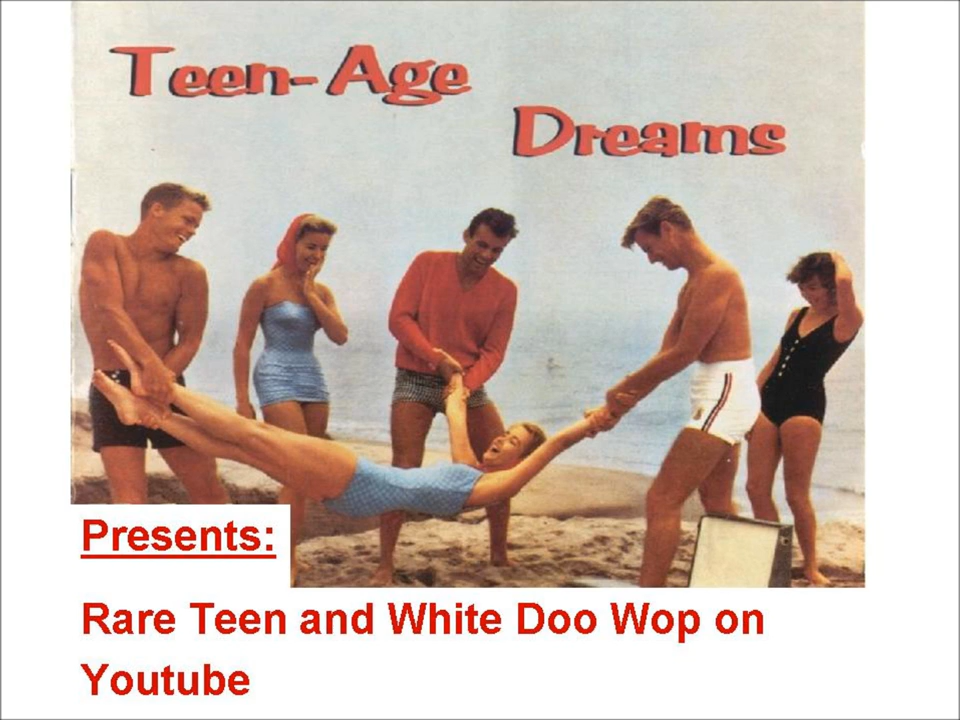 Teen-Age
Dreams
Presents:
Rare Teen and White Doo Wop on
Youtube